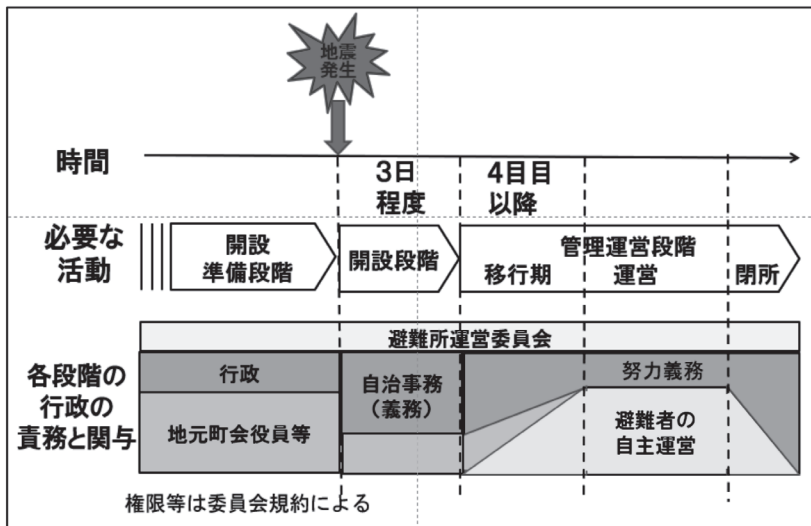 地震
発生
時間
3日
程度
4目目
以降
必要な
活動
開設
準備段階
開設段階
管理運営段階
移行期
運営
閉所
避難所運営委員会
各段階の
行政の
責務と関与
行政
地元町会役員等
自治事務
(義務)
努力義務
避難者の
自主運営
権限等は委員会規約による